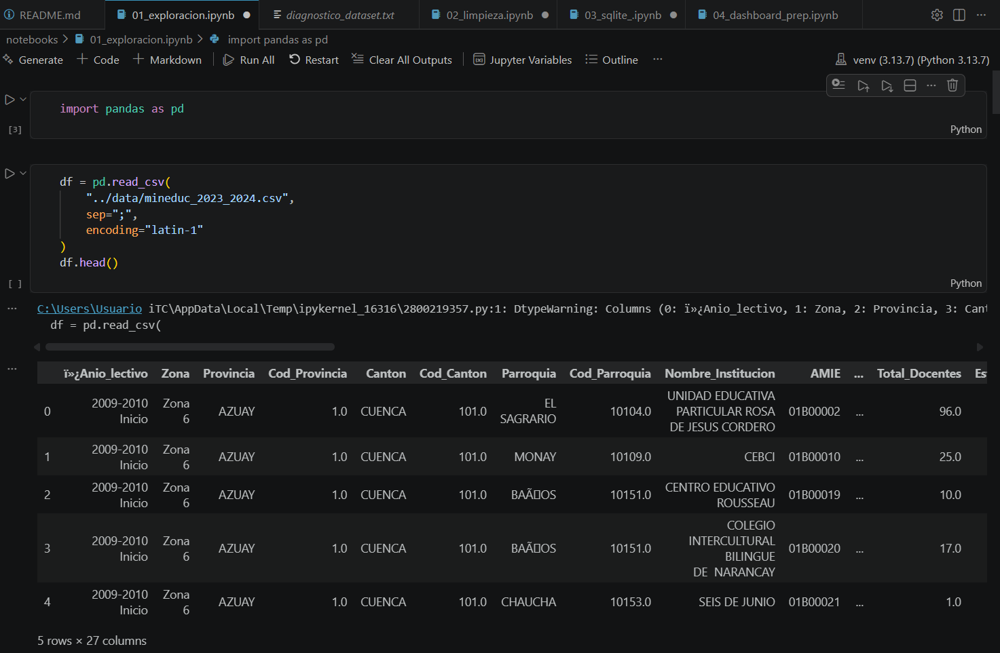 README.md 01_exploracion.ipynb diagnostico_dataset.txt 02_limpieza.ipynb 03_sqlite_.ipynb 04_dashboard_prep.ipynb ...
notebooks > 01_exploracion.ipynb > import pandas as pd
Generate + Code + Markdown Run All Restart Clear All Outputs Jupyter Variables Outline ... venv (3.13.7) (Python 3.13.7)
import pandas as pd
[3]
Python
df = pd.read_csv(
"../data/mineduc_2023_2024.csv",
sep=";",
encoding="latin-1"
)
df.head()
[ ]
Python
C:\Users\Usuario iTC\AppData\Local\Temp\ipykernel_16316\2800219357.py:1: DtypeWarning: Columns (0: ï»¿Anio_lectivo, 1: Zona, 2: Provincia, 3: Cant
df = pd.read_csv(
ï»¿Anio_lectivo Zona Provincia Cod_Provincia Canton Cod_Canton Parroquia Cod_Parroquia Nombre_Institucion AMIE ... Total_Docentes Es
0 2009-2010 Inicio Zona 6 AZUAY 1.0 CUENCA 101.0 EL SAGRARIO 10104.0 UNIDAD EDUCATIVA PARTICULAR ROSA DE JESUS CORDERO 01B00002 ... 96.0
1 2009-2010 Inicio Zona 6 AZUAY 1.0 CUENCA 101.0 MONAY 10109.0 CEBCI 01B00010 ... 25.0
2 2009-2010 Inicio Zona 6 AZUAY 1.0 CUENCA 101.0 BAÃ▯OS 10151.0 CENTRO EDUCATIVO ROUSSEAU 01B00019 ... 10.0
3 2009-2010 Inicio Zona 6 AZUAY 1.0 CUENCA 101.0 BAÃ▯OS 10151.0 COLEGIO INTERCULTURAL BILINGUE DE NARANCAY 01B00020 ... 17.0
4 2009-2010 Inicio Zona 6 AZUAY 1.0 CUENCA 101.0 CHAUCHA 10153.0 SEIS DE JUNIO 01B00021 ... 1.0
5 rows × 27 columns